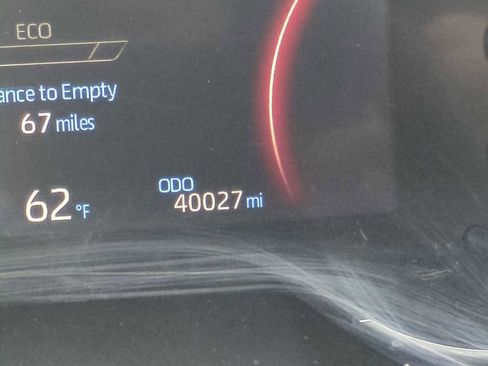 ECO
ance to Empty
67 miles
62 °F
ODO
40027 mi